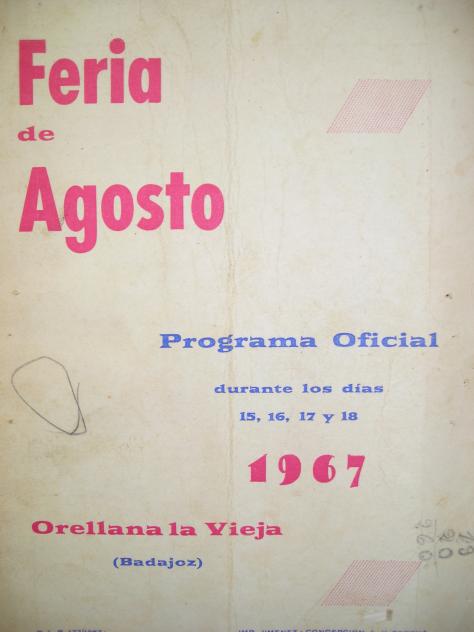 Feria
de
Agosto
Programa Oficial
durante los días
15, 16, 17 y 18
1967
Orellana la Vieja
(Badajoz)